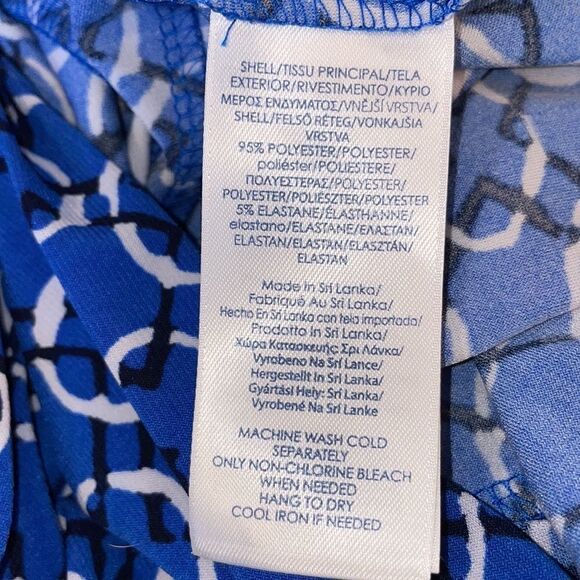 SHELL/TISSU PRINCIPAL/TELA
EXTERIOR/RIVESTIMENTO/ΚΥΡΙΟ
ΜΕΡΟΣ ΕΝΔΥΜΑΤΟΣ/VNĚJŠÍ VRSTVA/
SHELL/FELSŐ RÉTEG/VONKAJŠIA
VRSTVA
95% POLYESTER/POLYESTER/
poliéster/POLIESTERE/
ΠΟΛΥΕΣΤΕΡΑΣ/POLYESTER/
POLYESTER/POLIÉSZTER/POLYESTER
5% ELASTANE/ÉLASTHANNE/
elastano/ELASTANE/ΕΛΑΣΤΑΝ/
ELASTAN/ELASTAN/ELASZTÁN/
ELASTAN
Made In Sri Lanka/
Fabriqué Au Sri Lanka/
Hecho En Sri Lanka con tela importada/
Prodotto In Sri Lanka/
Χώρα Κατασκευής Σρι Λάνκα/
Vyrobeno Na Srí Lance/
Hergestellt In Sri Lanka/
Gyártási Hely: Srí Lanka/
Vyrobené Na Srí Lanke
MACHINE WASH COLD
SEPARATELY
ONLY NON-CHLORINE BLEACH
WHEN NEEDED
HANG TO DRY
COOL IRON IF NEEDED